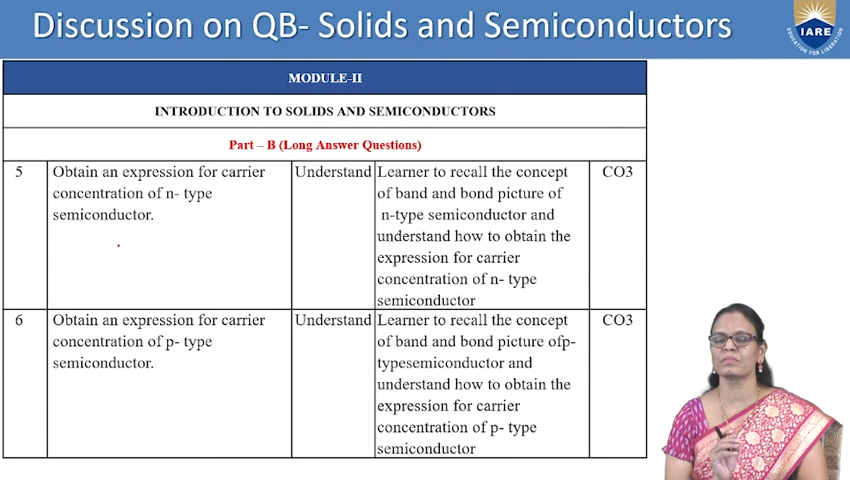 Discussion on QB- Solids and Semiconductors
IARE
EDUCATION FOR LIBERATION
MODULE-II
INTRODUCTION TO SOLIDS AND SEMICONDUCTORS
Part – B (Long Answer Questions)
5 Obtain an expression for carrier Understand Learner to recall the concept CO3
concentration of n- type of band and bond picture of
semiconductor. n-type semiconductor and
understand how to obtain the
expression for carrier
concentration of n- type
semiconductor
6 Obtain an expression for carrier Understand Learner to recall the concept CO3
concentration of p- type of band and bond picture ofp-
semiconductor. typesemiconductor and
understand how to obtain the
expression for carrier
concentration of p- type
semiconductor